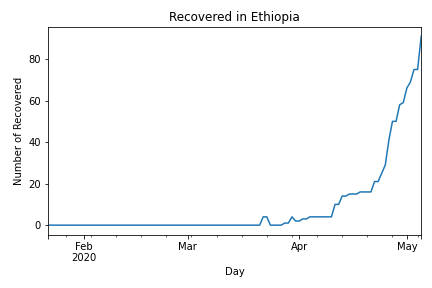 Recovered in Ethiopia
Number of Recovered
80
60
40
20
0
Feb
2020
Mar
Apr
May
Day